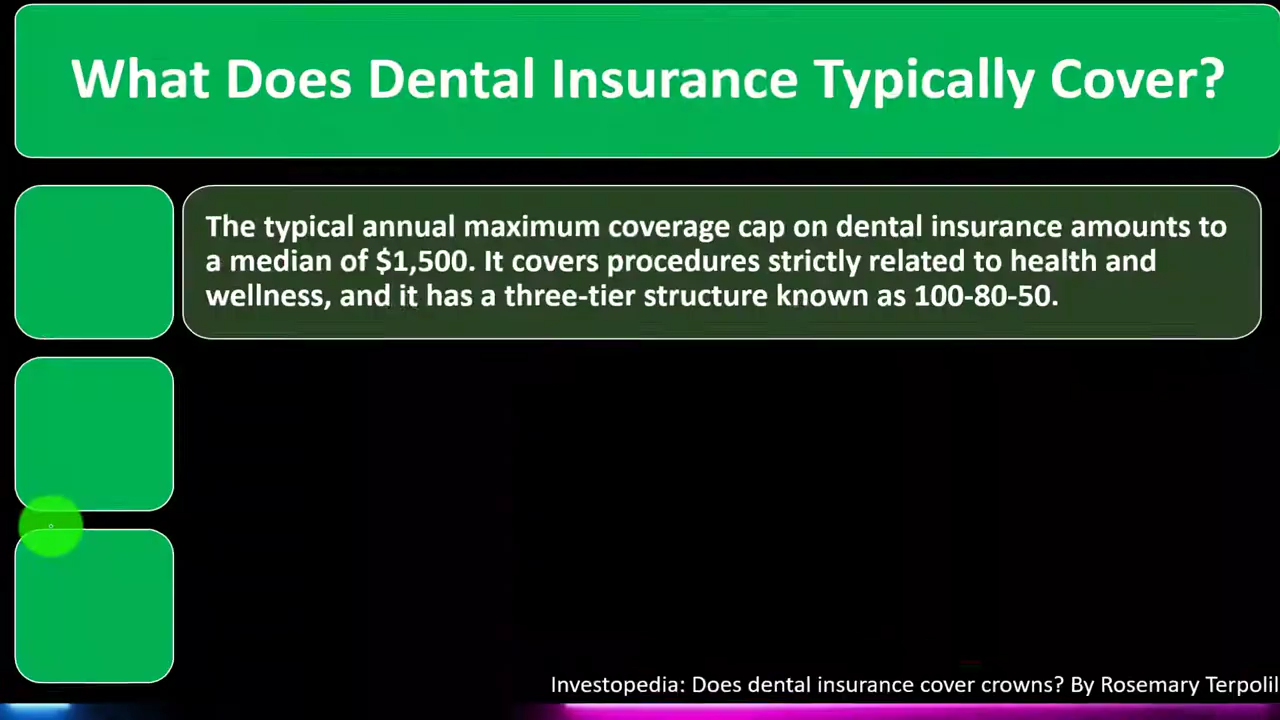 What Does Dental Insurance Typically Cover?
The typical annual maximum coverage cap on dental insurance amounts to
a median of $1,500. It covers procedures strictly related to health and
wellness, and it has a three-tier structure known as 100-80-50.
Investopedia: Does dental insurance cover crowns? By Rosemary Terpolil